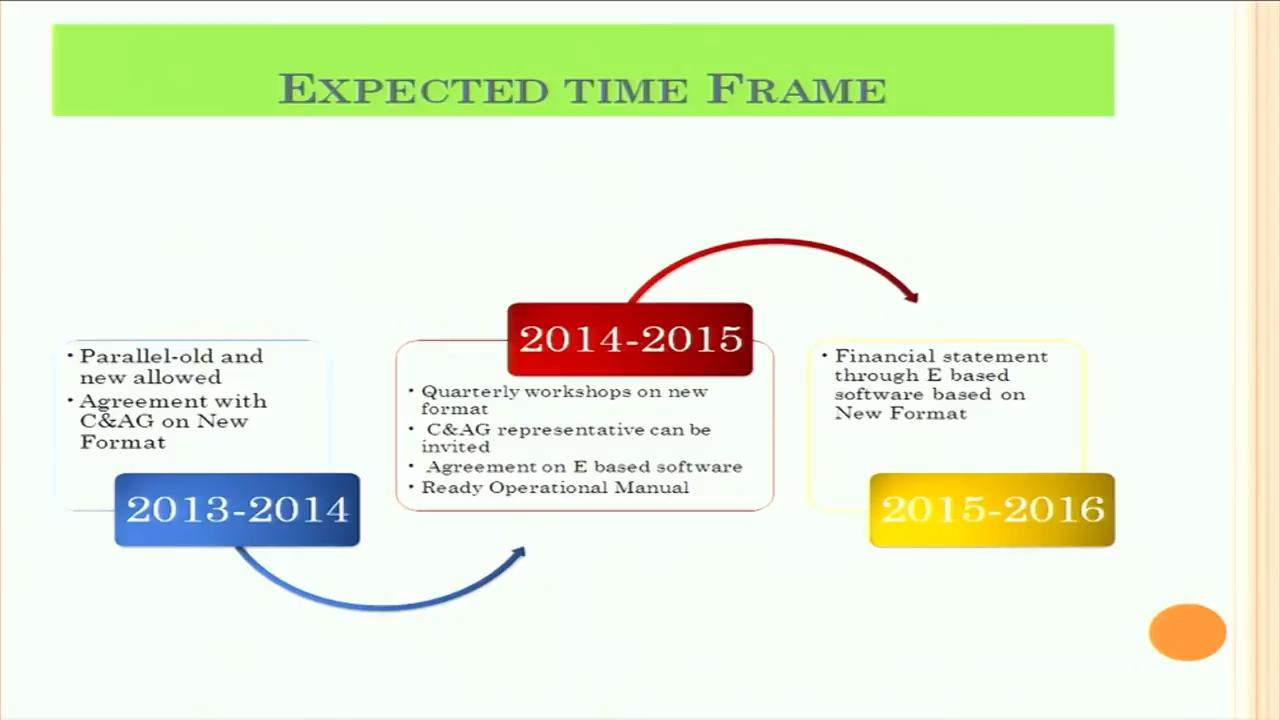 EXPECTED TIME FRAME
• Parallel-old and
new allowed
• Agreement with
C&AG on New
Format
2013-2014
2014-2015
• Quarterly workshops on new
format
• C&AG representative can be
invited
• Agreement on E based software
• Ready Operational Manual
• Financial statement
through E based
software based on
New Format
2015-2016